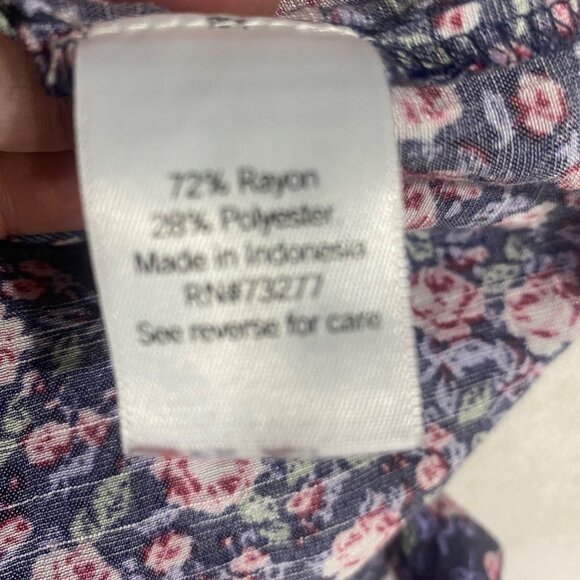 72% Rayon
28% Polyester
Made in Indonesia
RN#73277
See reverse for care